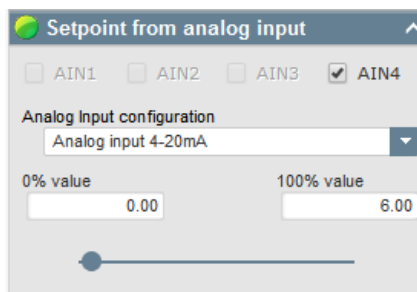 Setpoint from analog input
AIN1 AIN2 AIN3 AIN4
Analog Input configuration
Analog input 4-20mA
0% value 100% value
0.00 6.00